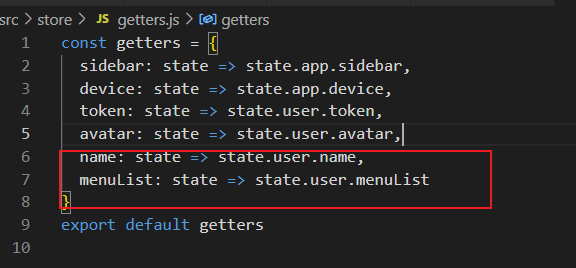 src > store > JS getters.js > getters
1 const getters = {
2 sidebar: state => state.app.sidebar,
3 device: state => state.app.device,
4 token: state => state.user.token,
5 avatar: state => state.user.avatar,
6 name: state => state.user.name,
7 menuList: state => state.user.menuList
8 }
9 export default getters
10